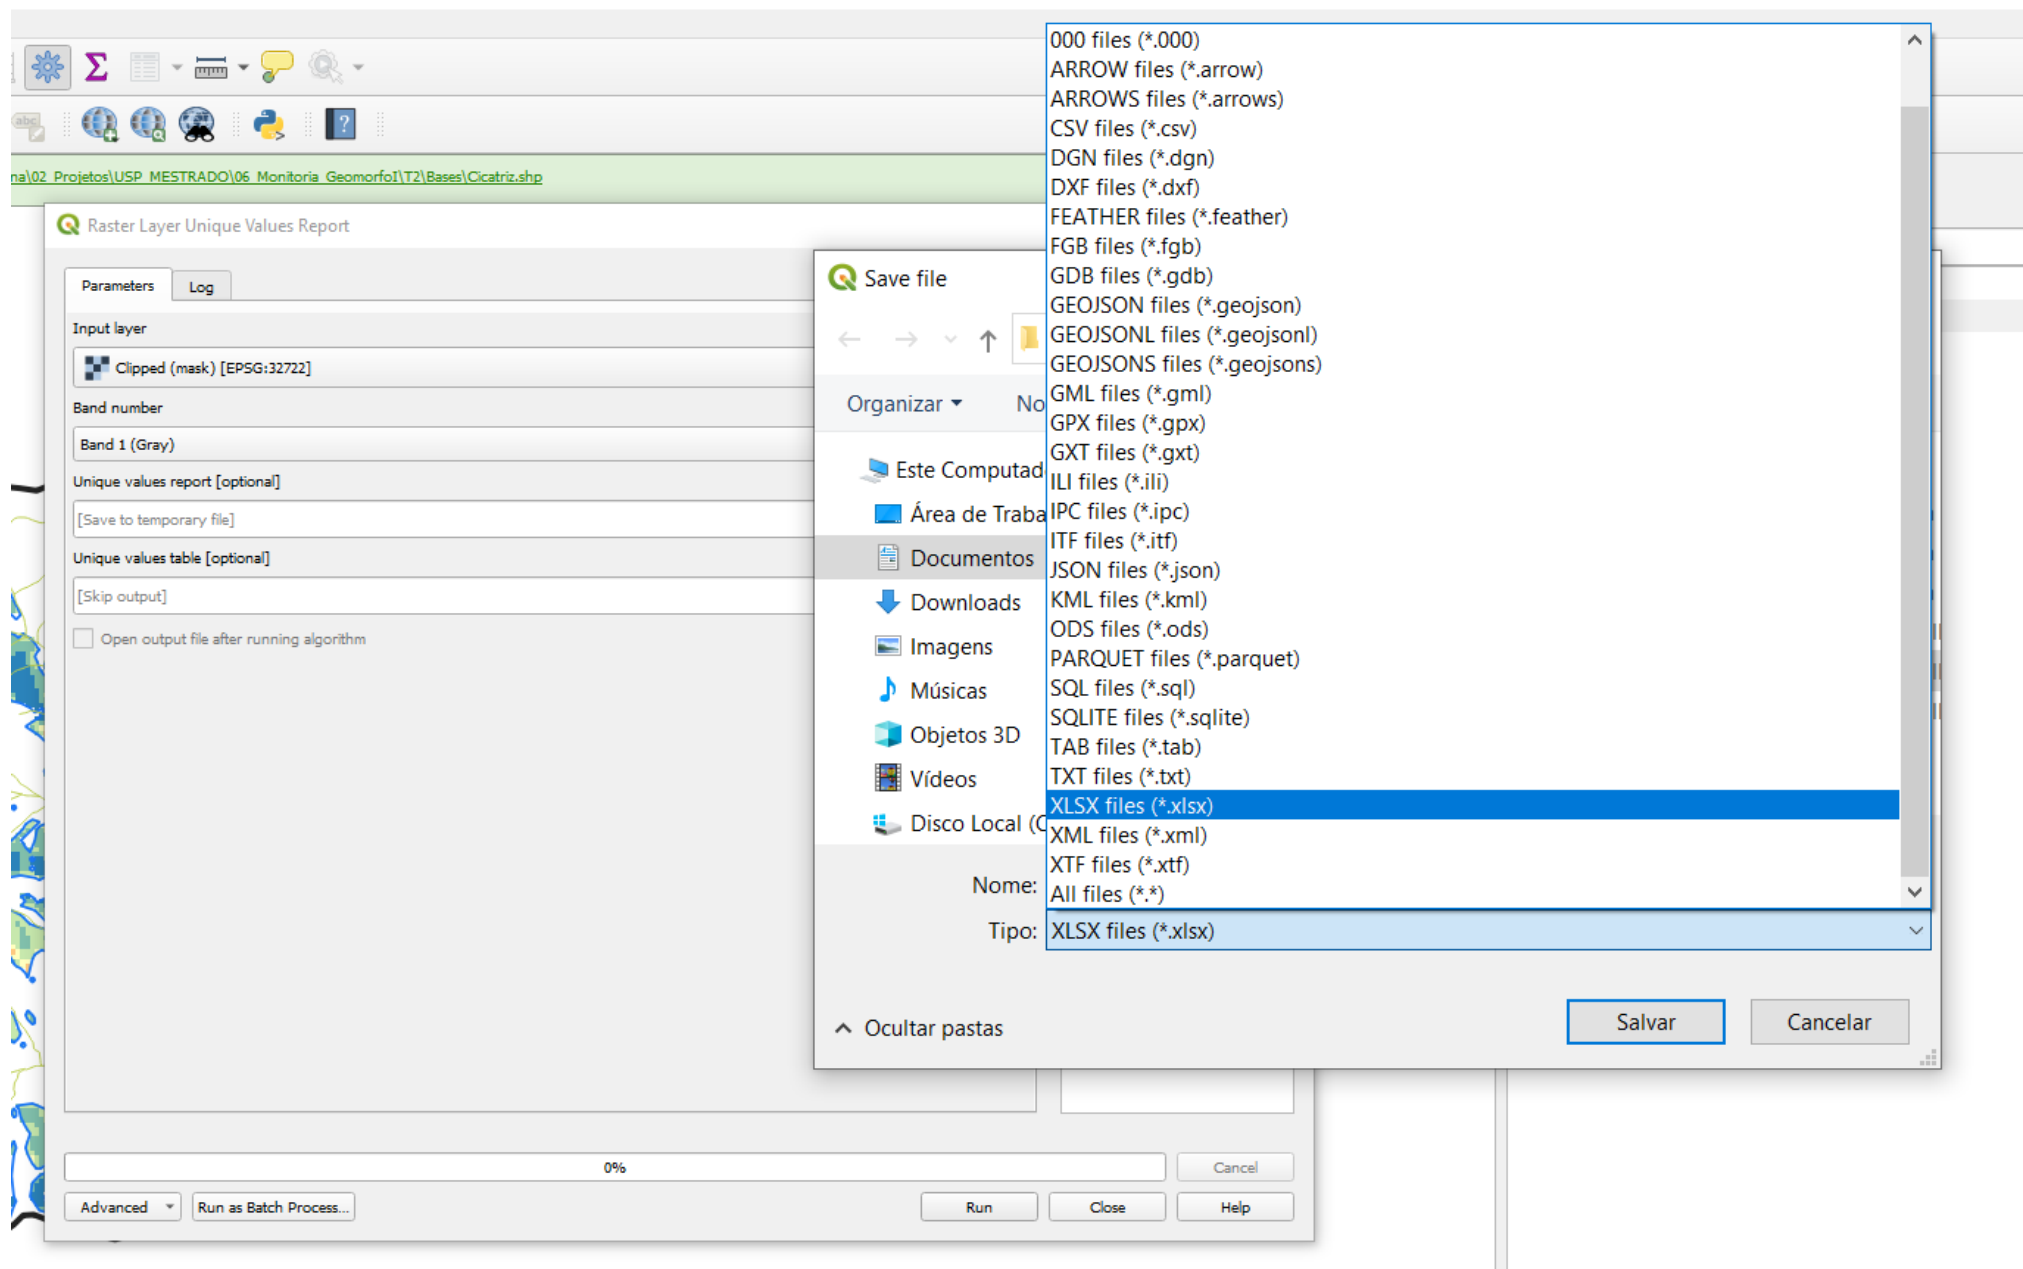 000 files (*.000)
ARROW files (*.arrow)
ARROWS files (*.arrows)
CSV files (*.csv)
DGN files (*.dgn)
DXF files (*.dxf)
FEATHER files (*.feather)
FGB files (*.fgb)
GDB files (*.gdb)
GEOJSON files (*.geojson)
GEOJSONL files (*.geojsonl)
GEOJSONS files (*.geojsons)
GML files (*.gml)
GPX files (*.gpx)
GXT files (*.gxt)
ILI files (*.ili)
IPC files (*.ipc)
ITF files (*.itf)
JSON files (*.json)
KML files (*.kml)
ODS files (*.ods)
PARQUET files (*.parquet)
SQL files (*.sql)
SQLITE files (*.sqlite)
TAB files (*.tab)
TXT files (*.txt)
XLSX files (*.xlsx)
XML files (*.xml)
XTF files (*.xtf)
All files (*.*)
abc
na\02_Projetos\USP_MESTRADO\06_Monitoria_GeomorfoI\T2\Bases\Cicatriz.shp
Raster Layer Unique Values Report
Parameters
Log
Input layer
Clipped (mask) [EPSG:32722]
Band number
Band 1 (Gray)
Unique values report [optional]
[Save to temporary file]
Unique values table [optional]
[Skip output]
Open output file after running algorithm
Save file
Organizar
No
Este Computad
Área de Traba
Documentos
Downloads
Imagens
Músicas
Objetos 3D
Vídeos
Disco Local (C
Nome:
Tipo: XLSX files (*.xlsx)
Ocultar pastas
Salvar
Cancelar
0%
Cancel
Advanced
Run as Batch Process...
Run
Close
Help